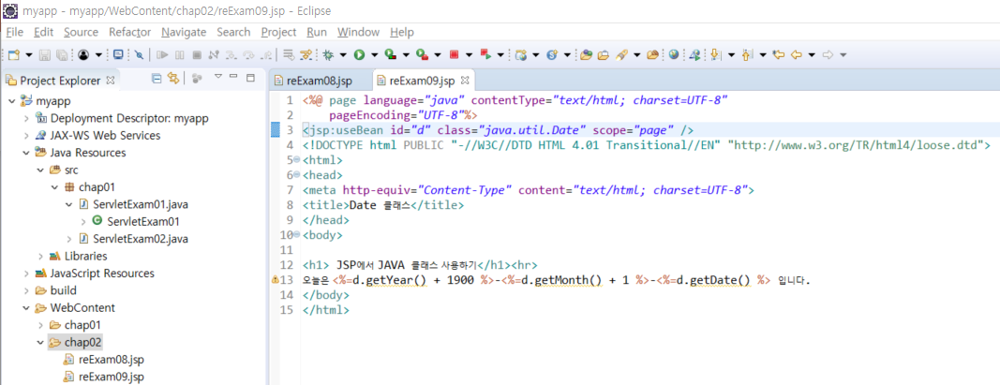 myapp - myapp/WebContent/chap02/reExam09.jsp - Eclipse
File Edit Source Refactor Navigate Search Project Run Window Help
Project Explorer
myapp
Deployment Descriptor: myapp
JAX-WS Web Services
Java Resources
src
chap01
ServletExam01.java
ServletExam01
ServletExam02.java
Libraries
JavaScript Resources
build
WebContent
chap01
chap02
reExam08.jsp
reExam09.jsp
reExam08.jsp reExam09.jsp
1 <%@ page language="java" contentType="text/html; charset=UTF-8"
2 pageEncoding="UTF-8"%>
3 <jsp:useBean id="d" class="java.util.Date" scope="page" />
4 <!DOCTYPE html PUBLIC "-//W3C//DTD HTML 4.01 Transitional//EN" "http://www.w3.org/TR/html4/loose.dtd">
5 <html>
6 <head>
7 <meta http-equiv="Content-Type" content="text/html; charset=UTF-8">
8 <title>Date 클래스</title>
9 </head>
10 <body>
11
12 <h1> JSP에서 JAVA 클래스 사용하기</h1><hr>
13 오늘은 <%=d.getYear() + 1900 %>-<%=d.getMonth() + 1 %>-<%=d.getDate() %> 입니다.
14 </body>
15 </html>